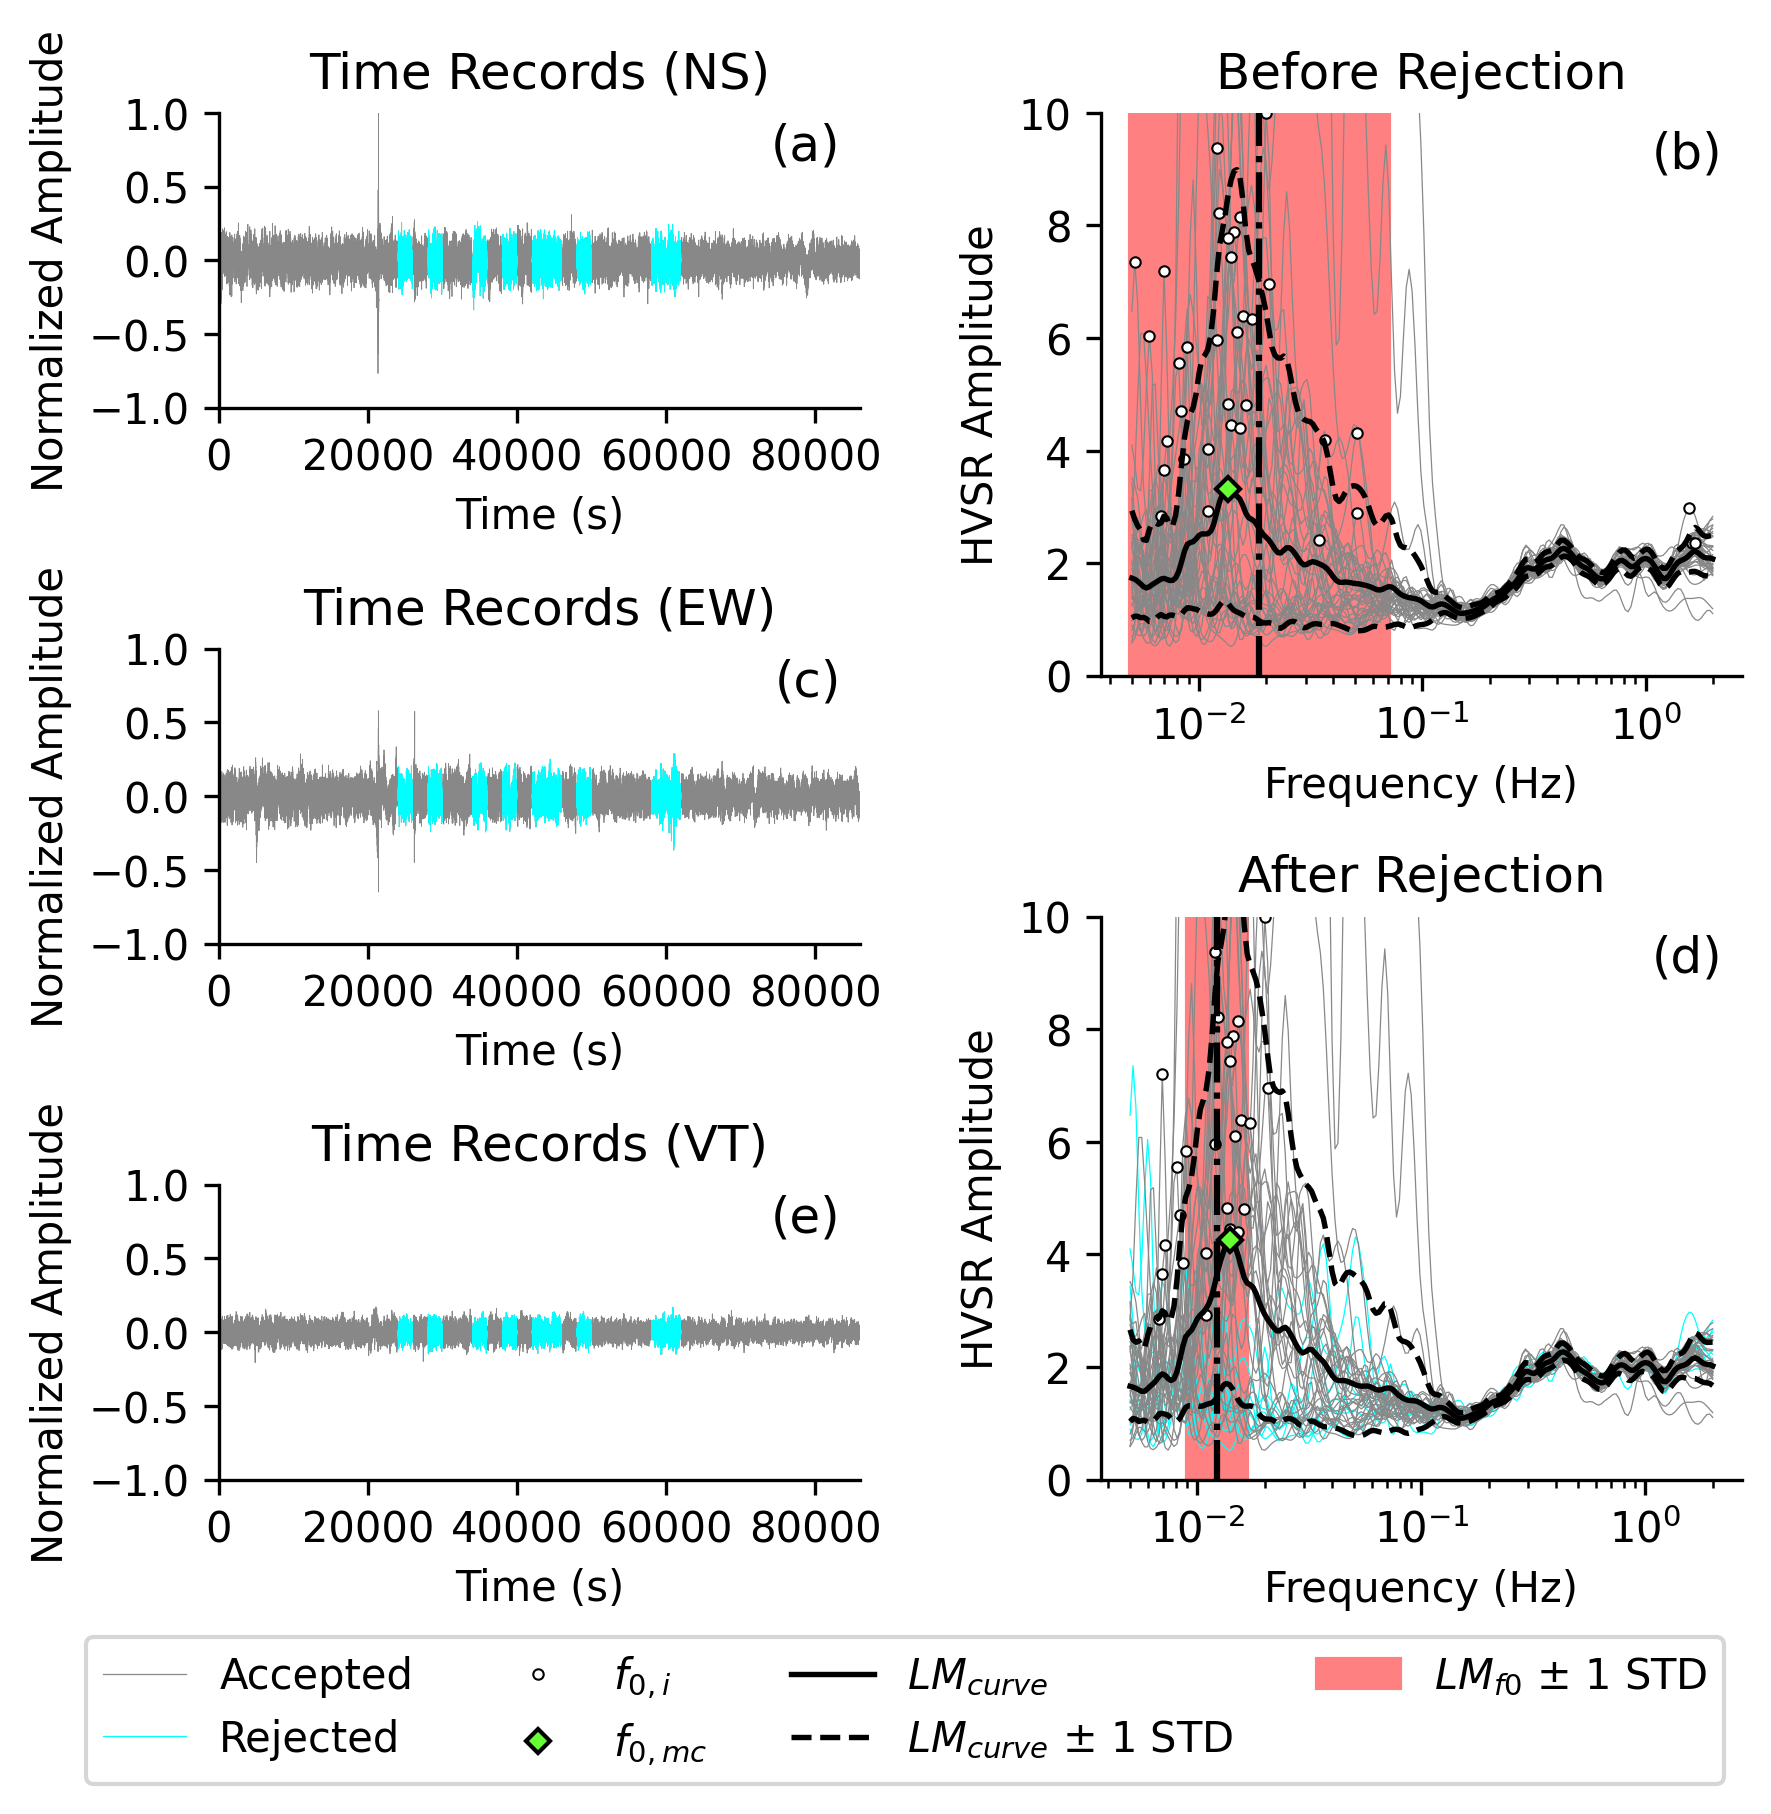 Time Records (NS)
(a)
Normalized Amplitude
1.0
0.5
0.0
−0.5
−1.0
0 20000 40000 60000 80000
Time (s)
Before Rejection
(b)
HVSR Amplitude
10
8
6
4
2
0
10⁻² 10⁻¹ 10⁰
Frequency (Hz)
Time Records (EW)
(c)
Normalized Amplitude
1.0
0.5
0.0
−0.5
−1.0
0 20000 40000 60000 80000
Time (s)
After Rejection
(d)
HVSR Amplitude
10
8
6
4
2
0
10⁻² 10⁻¹ 10⁰
Frequency (Hz)
Time Records (VT)
(e)
Normalized Amplitude
1.0
0.5
0.0
−0.5
−1.0
0 20000 40000 60000 80000
Time (s)
Accepted
Rejected
f0,i
f0,mc
LMcurve
LMcurve ± 1 STD
LMf0 ± 1 STD